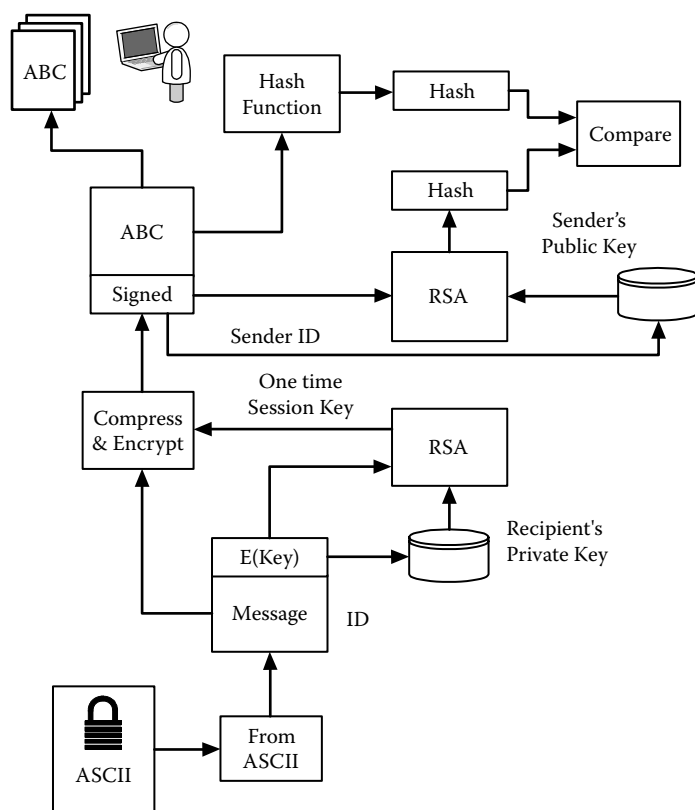 ABC
Hash
Function
Hash
Compare
Hash
ABC
Sender's
Public Key
Signed
RSA
Sender ID
One time
Session Key
Compress
& Encrypt
RSA
Recipient's
Private Key
E(Key)
Message
ID
From
ASCII
ASCII